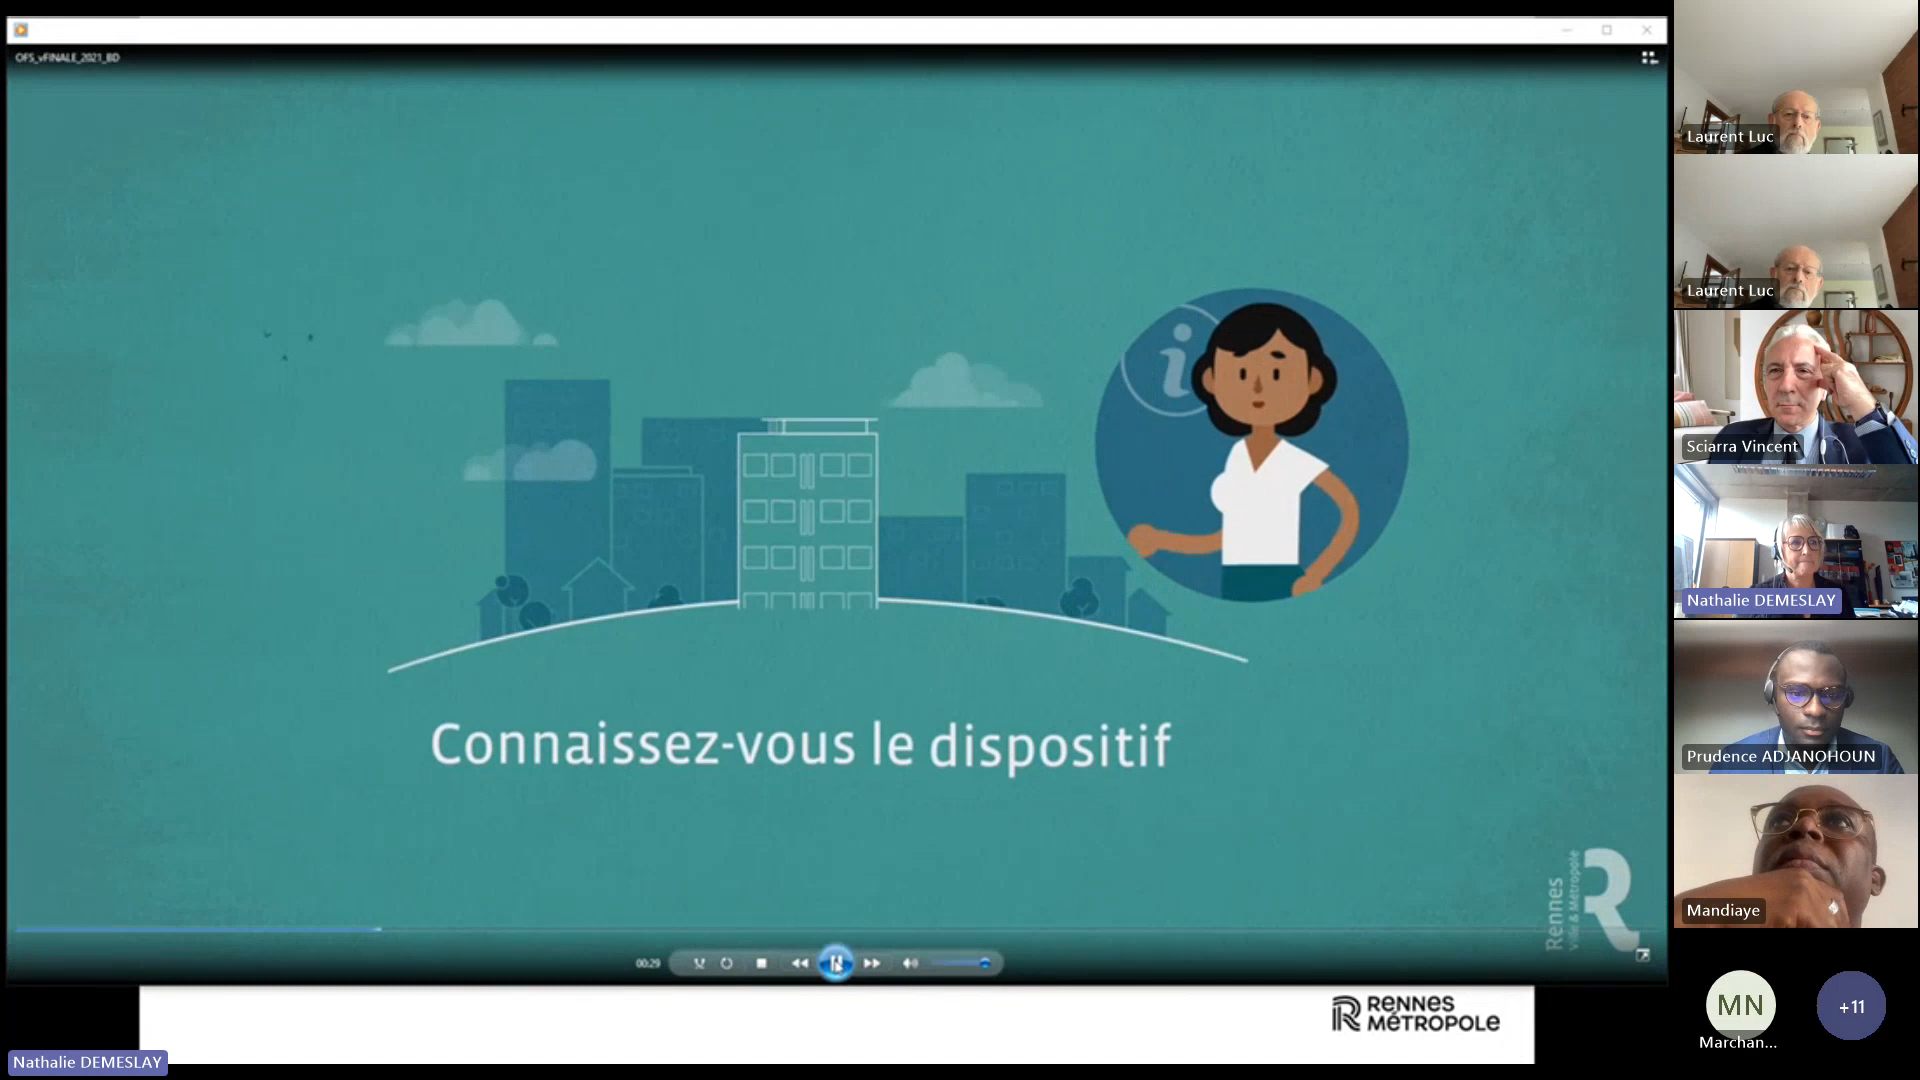 OFS_vFINALE_2021_BD
i
Connaissez-vous le dispositif
Rennes
Ville & Métropole
R
00:29
RENNES
MÉTROPOLE
Nathalie DEMESLAY
Laurent Luc
Laurent Luc
Sciarra Vincent
Nathalie DEMESLAY
Prudence ADJANOHOUN
Mandiaye
MN
Marchan...
+11